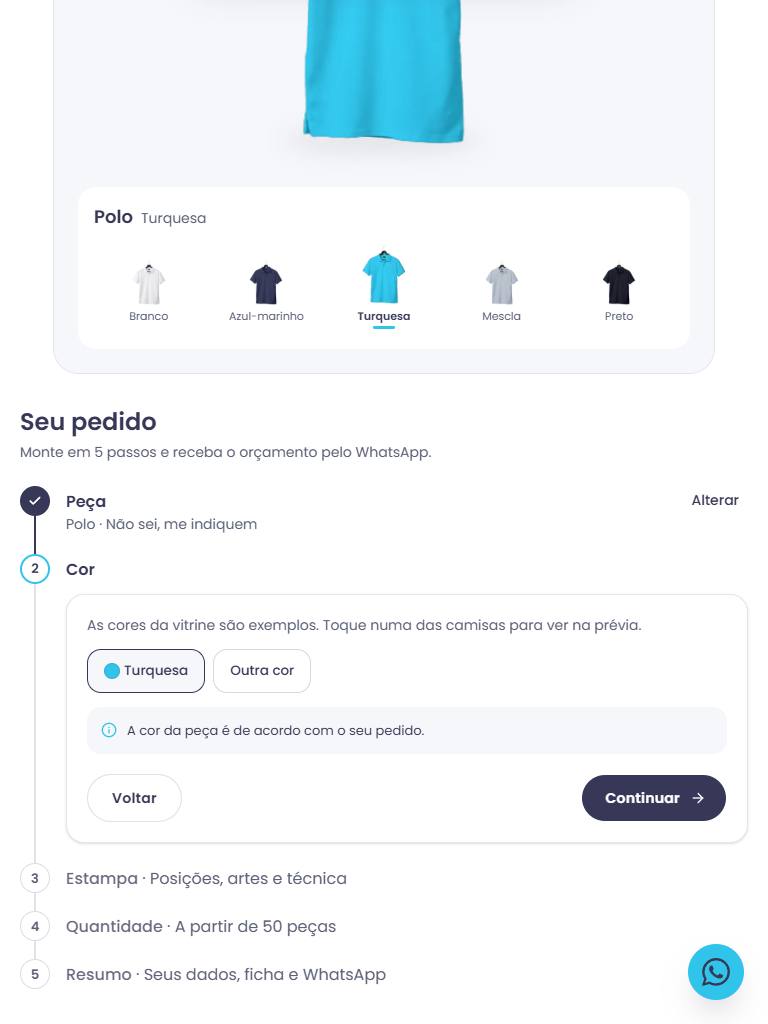 Polo Turquesa
Branco
Azul-marinho
Turquesa
Mescla
Preto
Seu pedido
Monte em 5 passos e receba o orçamento pelo WhatsApp.
Peça
Alterar
Polo · Não sei, me indiquem
2
Cor
As cores da vitrine são exemplos. Toque numa das camisas para ver na prévia.
Turquesa
Outra cor
A cor da peça é de acordo com o seu pedido.
Voltar
Continuar
3
Estampa · Posições, artes e técnica
4
Quantidade · A partir de 50 peças
5
Resumo · Seus dados, ficha e WhatsApp